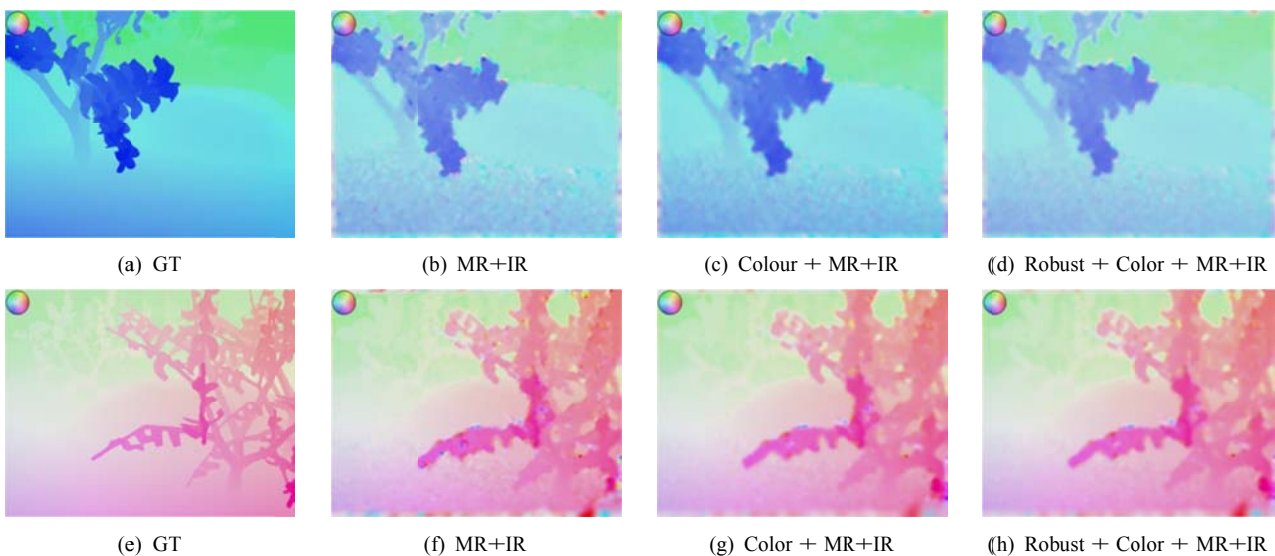 (a) GT
(b) MR+IR
(c) Colour + MR+IR
(d) Robust + Color + MR+IR
(e) GT
(f) MR+IR
(g) Color + MR+IR
(h) Robust + Color + MR+IR